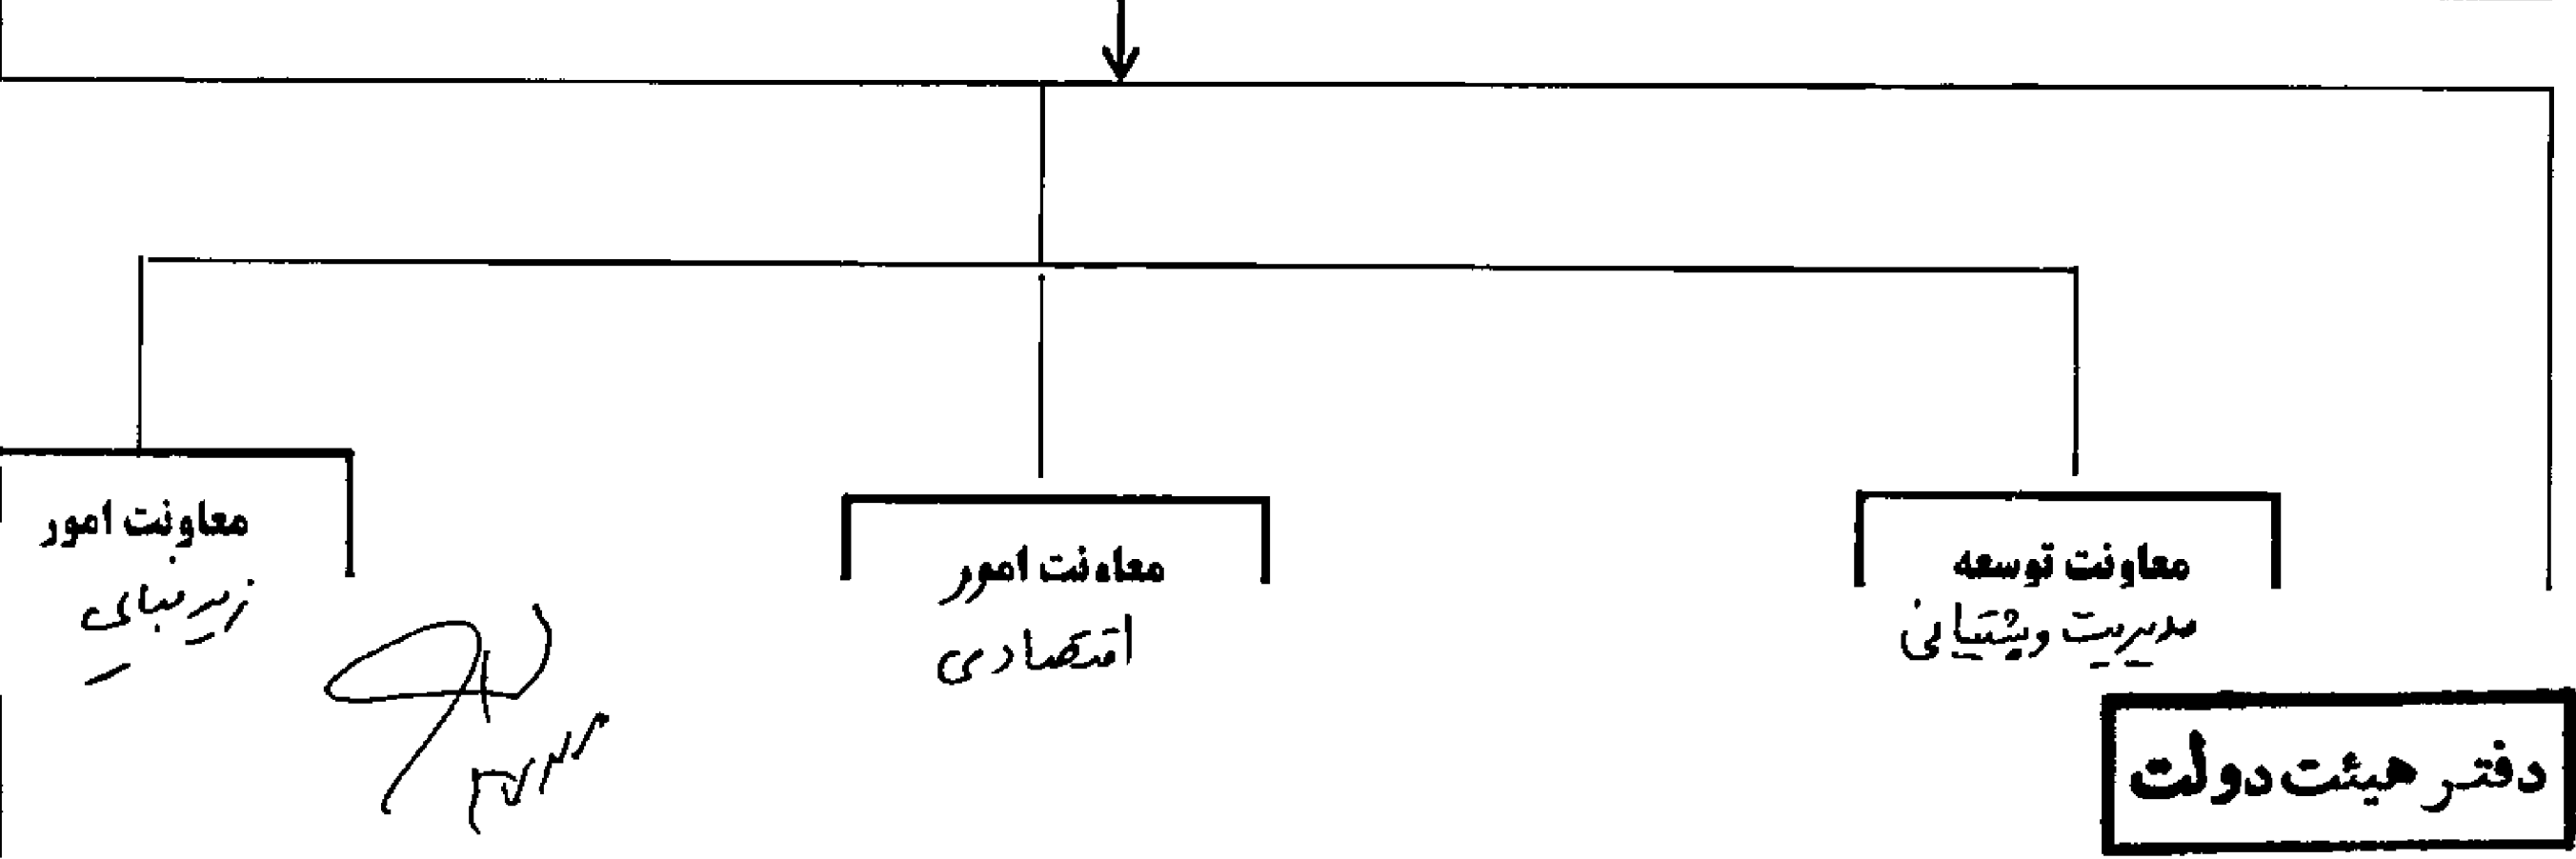 معاونت توسعه
مدیریت و پشتیبانی
معاونت امور
اقتصادی
معاونت امور
زیربنایی
دفتر هیئت دولت